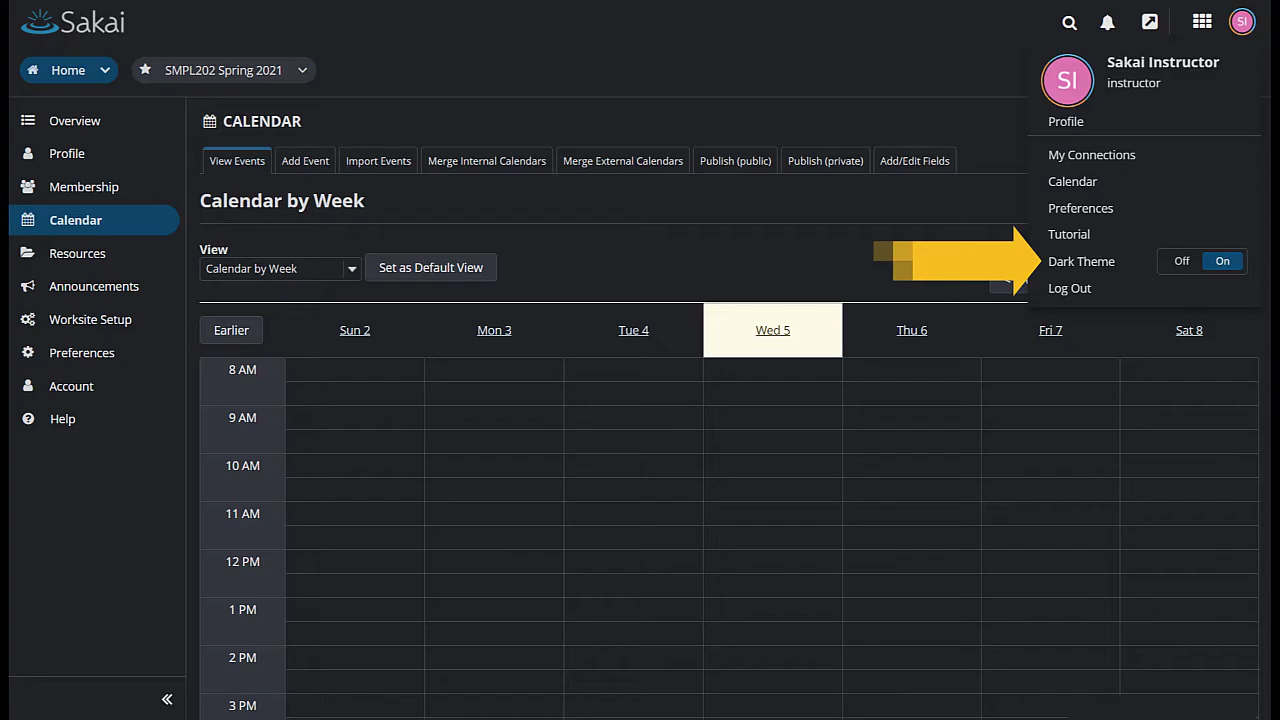 Sakai
SI
Home
SMPL202 Spring 2021
SI
Sakai Instructor
instructor
Profile
My Connections
Calendar
Preferences
Tutorial
Dark Theme
Off
On
Log Out
Overview
Profile
Membership
Calendar
Resources
Announcements
Worksite Setup
Preferences
Account
Help
CALENDAR
View Events
Add Event
Import Events
Merge Internal Calendars
Merge External Calendars
Publish (public)
Publish (private)
Add/Edit Fields
Calendar by Week
View
Calendar by Week
Set as Default View
Earlier
Sun 2
Mon 3
Tue 4
Wed 5
Thu 6
Fri 7
Sat 8
8 AM
9 AM
10 AM
11 AM
12 PM
1 PM
2 PM
3 PM